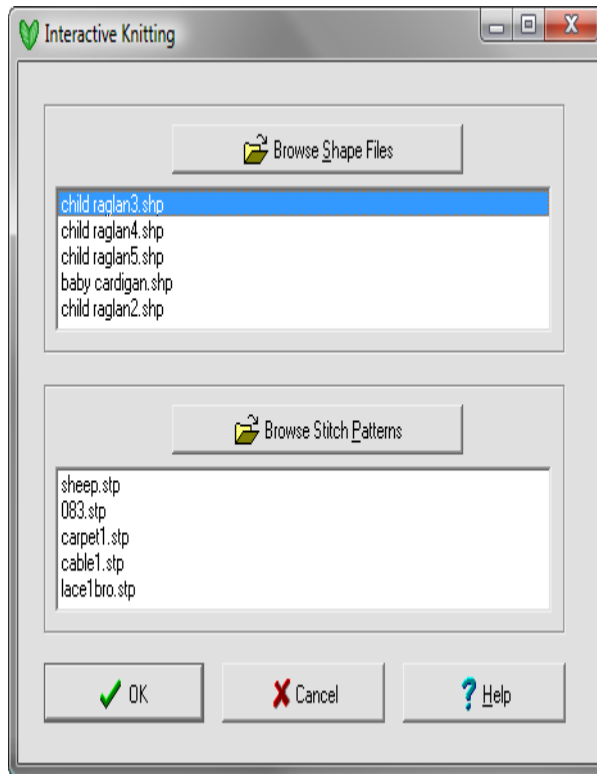 Interactive Knitting
Browse Shape Files
child raglan3.shp
child raglan4.shp
child raglan5.shp
baby cardigan.shp
child raglan2.shp
Browse Stitch Patterns
sheep.stp
083.stp
carpet1.stp
cable1.stp
lace1bro.stp
OK
Cancel
? Help